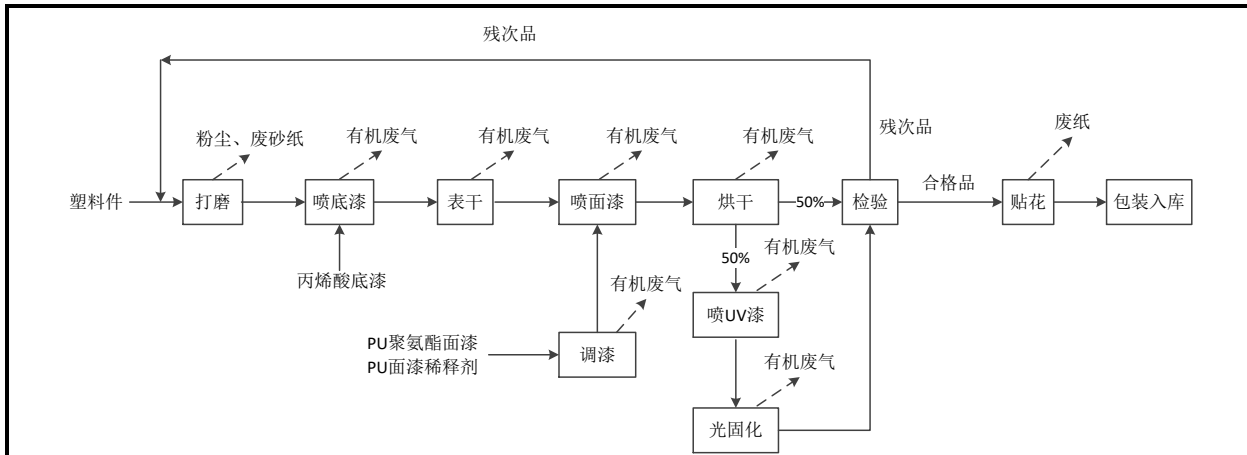 残次品
残次品
粉尘、废砂纸
有机废气
有机废气
有机废气
有机废气
废纸
合格品
塑料件
打磨
喷底漆
表干
喷面漆
烘干
50%
检验
贴花
包装入库
50%
有机废气
丙烯酸底漆
有机废气
喷UV漆
PU聚氨酯面漆
PU面漆稀释剂
调漆
有机废气
光固化